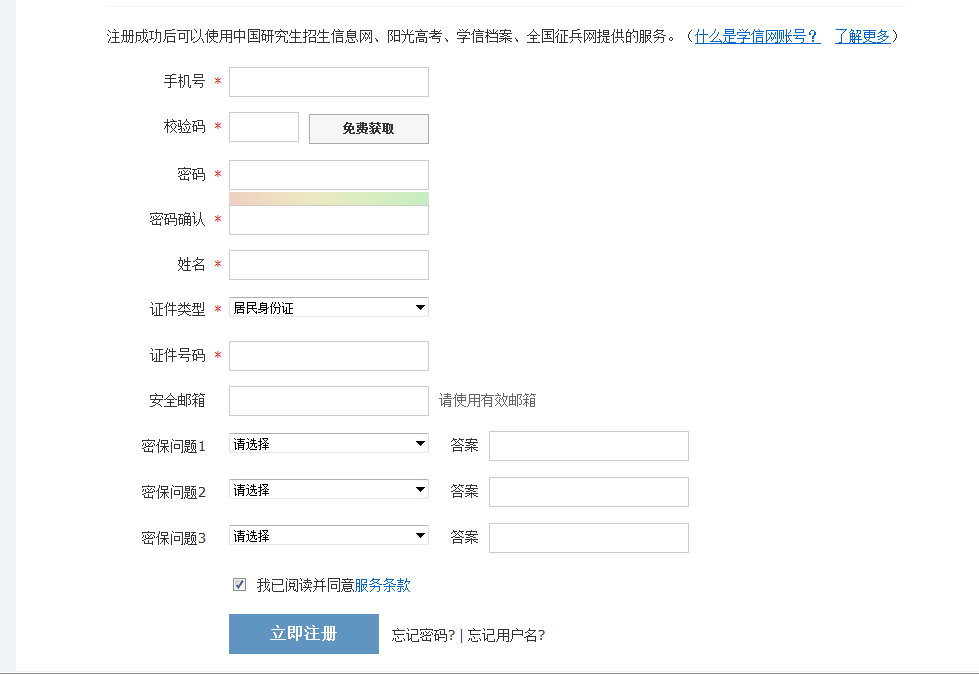 注册成功后可以使用中国研究生招生信息网、阳光高考、学信档案、全国征兵网提供的服务。（什么是学信网账号？ 了解更多）
手机号 *
校验码 * 免费获取
密码 *
密码确认 *
姓名 *
证件类型 * 居民身份证
证件号码 *
安全邮箱 请使用有效邮箱
密保问题1 请选择 答案
密保问题2 请选择 答案
密保问题3 请选择 答案
我已阅读并同意服务条款
立即注册 忘记密码? | 忘记用户名?